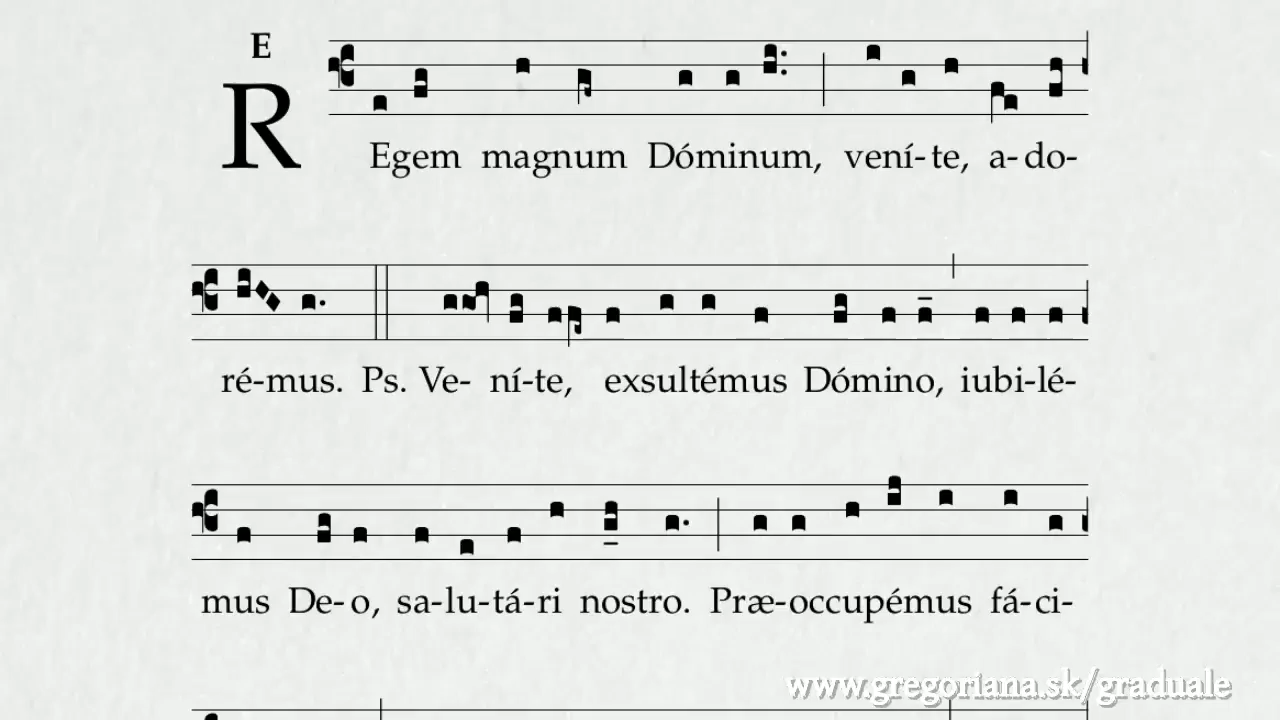 E
REgem magnum Dóminum, vení-te, a-do-
ré-mus. Ps. Ve- ní-te, exsultémus Dómino, iubi-lé-
mus De-o, sa-lu-tá-ri nostro. Præ-occupémus fá-ci-
www.gregoriana.sk/graduale